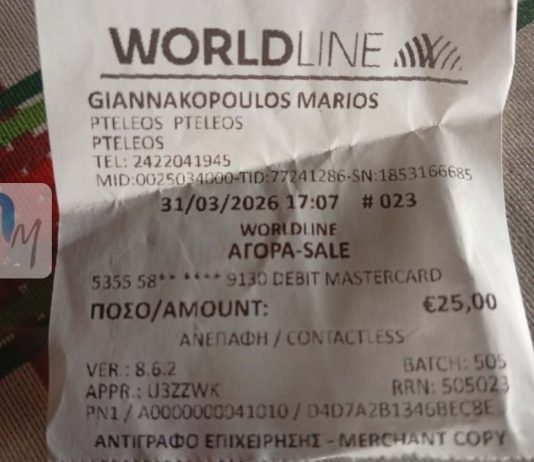 WORLDLINE
GIANNAKOPOULOS MARIOS
PTELEOS PTELEOS
PTELEOS
TEL: 2422041945
MID:0025034000-TID:77241286-SN:1853166685
31/03/2026 17:07 # 023
WORLDLINE
ΑΓΟΡΑ-SALE
5355 58** **** 9130 DEBIT MASTERCARD
ΠΟΣΟ/AMOUNT: €25,00
ΑΝΕΠΑΦΗ / CONTACTLESS
VER.: 8.6.2 BATCH: 505
APPR.: U3ZZWK RRN: 505023
PN1 / A0000000041010 / D4D7A2B1346BEC8E
ΑΝΤΙΓΡΑΦΟ ΕΠΙΧΕΙΡΗΣΗΣ - MERCHANT COPY